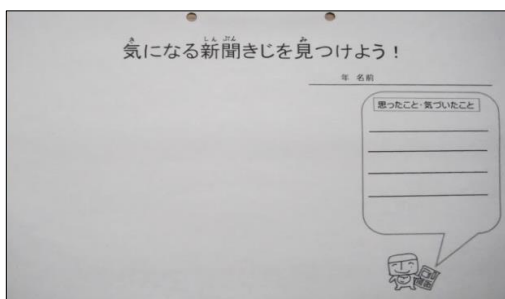 気になる新聞きじを見つけよう！
年 名前
思ったこと・気づいたこと